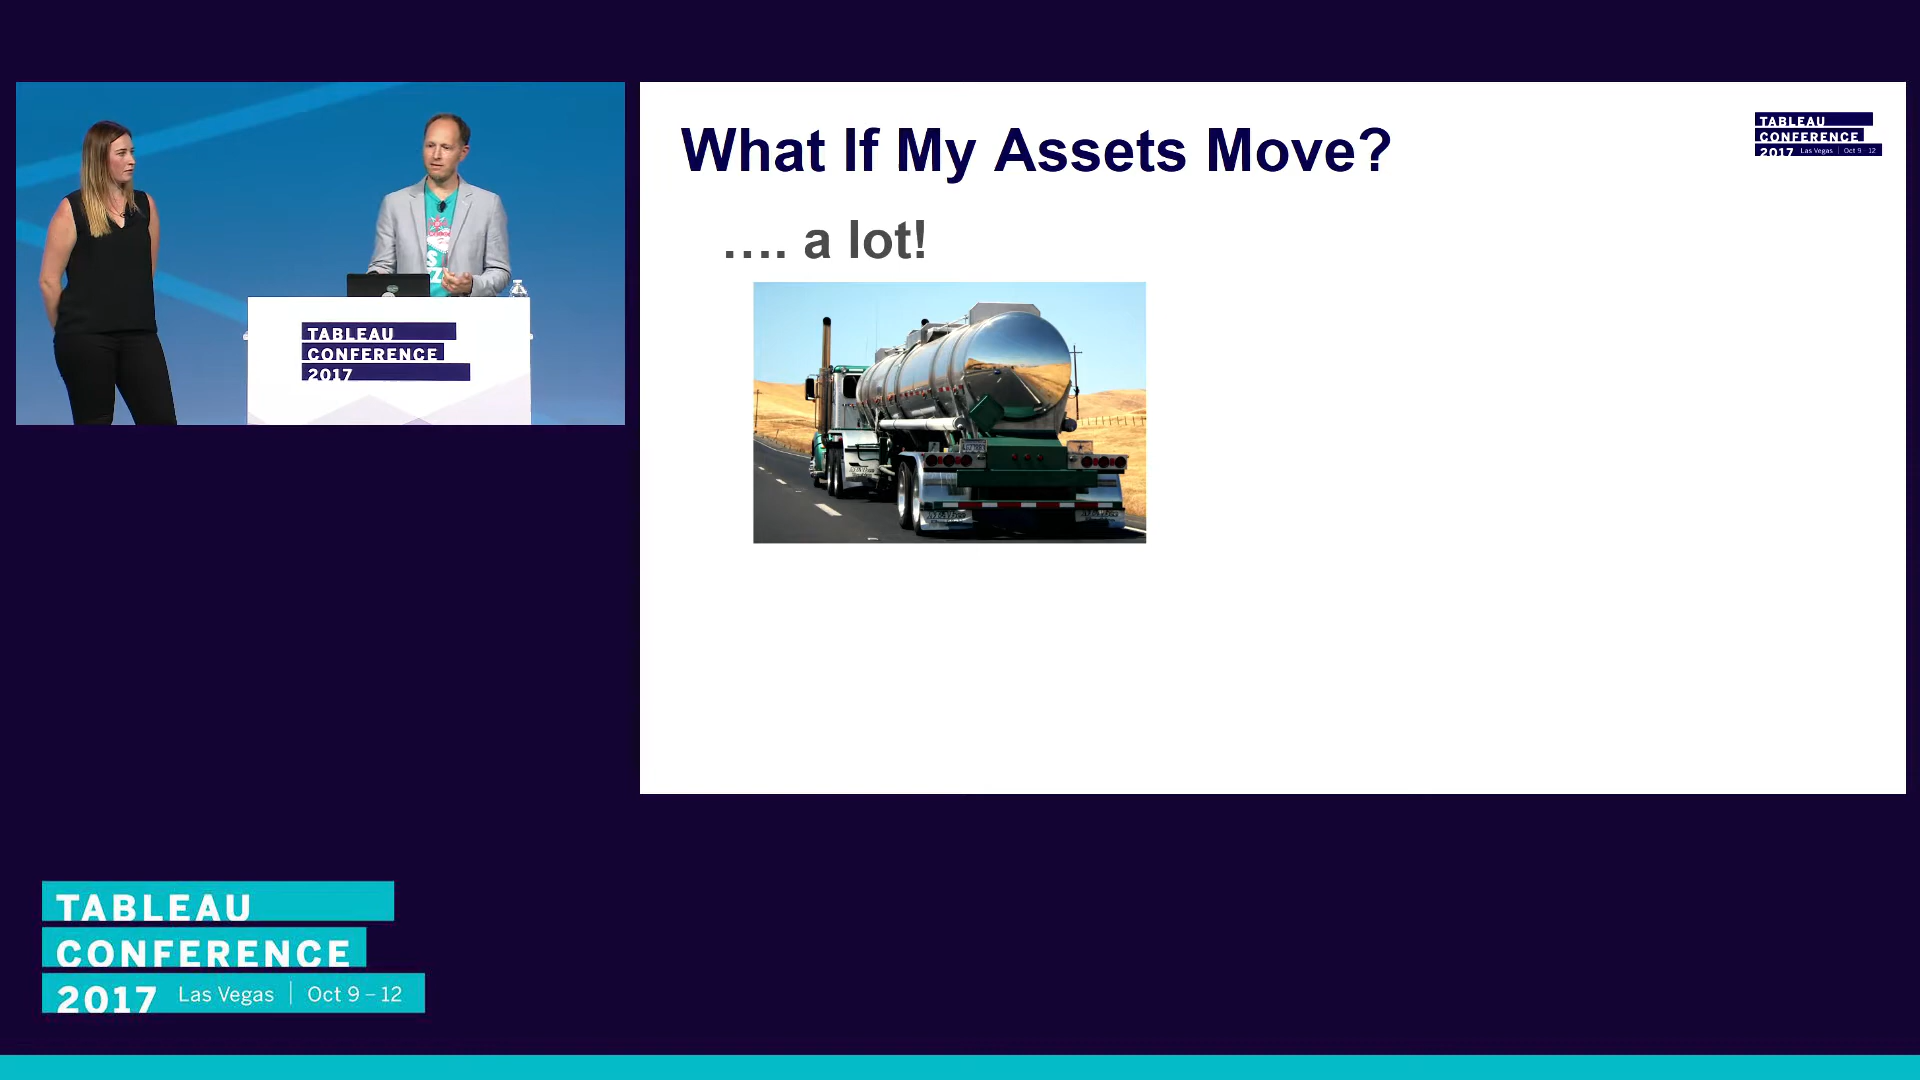 What If My Assets Move?
.... a lot!
TABLEAU
CONFERENCE
2017 Las Vegas | Oct 9 - 12
TABLEAU
CONFERENCE
2017
TABLEAU
CONFERENCE
2017 Las Vegas | Oct 9 – 12